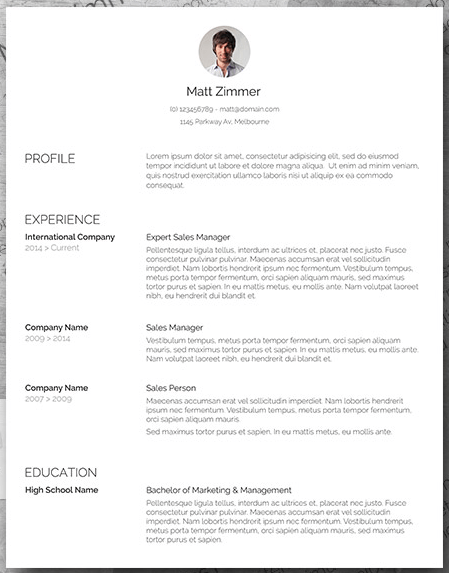 Matt Zimmer
(0) 123456789 - matt@domain.com
1145 Parkway Av, Melbourne
PROFILE
Lorem ipsum dolor sit amet, consectetur adipisicing elit, sed do eiusmod
tempor incididunt ut labore et dolore magna aliqua. Ut enim ad minim veniam,
quis nostrud exercitation ullamco laboris nisi ut aliquip ex ea commodo
consequat.
EXPERIENCE
International Company
2014 > Current
Expert Sales Manager
Pellentesque ligula tellus, interdum ac ultrices et, placerat nec justo. Fusce
consectetur pulvinar pulvinar. Maecenas accumsan erat vel sollicitudin
imperdiet. Nam lobortis hendrerit ipsum nec fermentum. Vestibulum tempus,
metus porta tempor fermentum, orci sapien aliquam mauris, sed maximus
tortor purus et sapien. In eu mattis metus, eu mollis ante. Nam volutpat laoreet
nibh, eu hendrerit dui blandit et.
Company Name
2009 > 2014
Sales Manager
Vestibulum tempus, metus porta tempor fermentum, orci sapien aliquam
mauris, sed maximus tortor purus et sapien. In eu mattis metus, eu mollis ante.
Nam volutpat laoreet nibh, eu hendrerit dui blandit et.
Company Name
2007 > 2009
Sales Person
Maecenas accumsan erat vel sollicitudin imperdiet. Nam lobortis hendrerit
ipsum nec fermentum. Vestibulum tempus, metus porta tempor fermentum,
orci sapien aliquam mauris
Sed maximus tortor purus et sapien. In eu mattis metus, eu mollis ante.
EDUCATION
High School Name
Bachelor of Marketing & Management
Pellentesque ligula tellus, interdum ac ultrices et, placerat nec justo. Fusce
consectetur pulvinar pulvinar. Maecenas accumsan erat vel sollicitudin
imperdiet. Nam lobortis hendrerit ipsum nec fermentum. Vestibulum tempus,
metus porta tempor fermentum, orci sapien aliquam mauris, sed maximus
tortor purus et sapien.